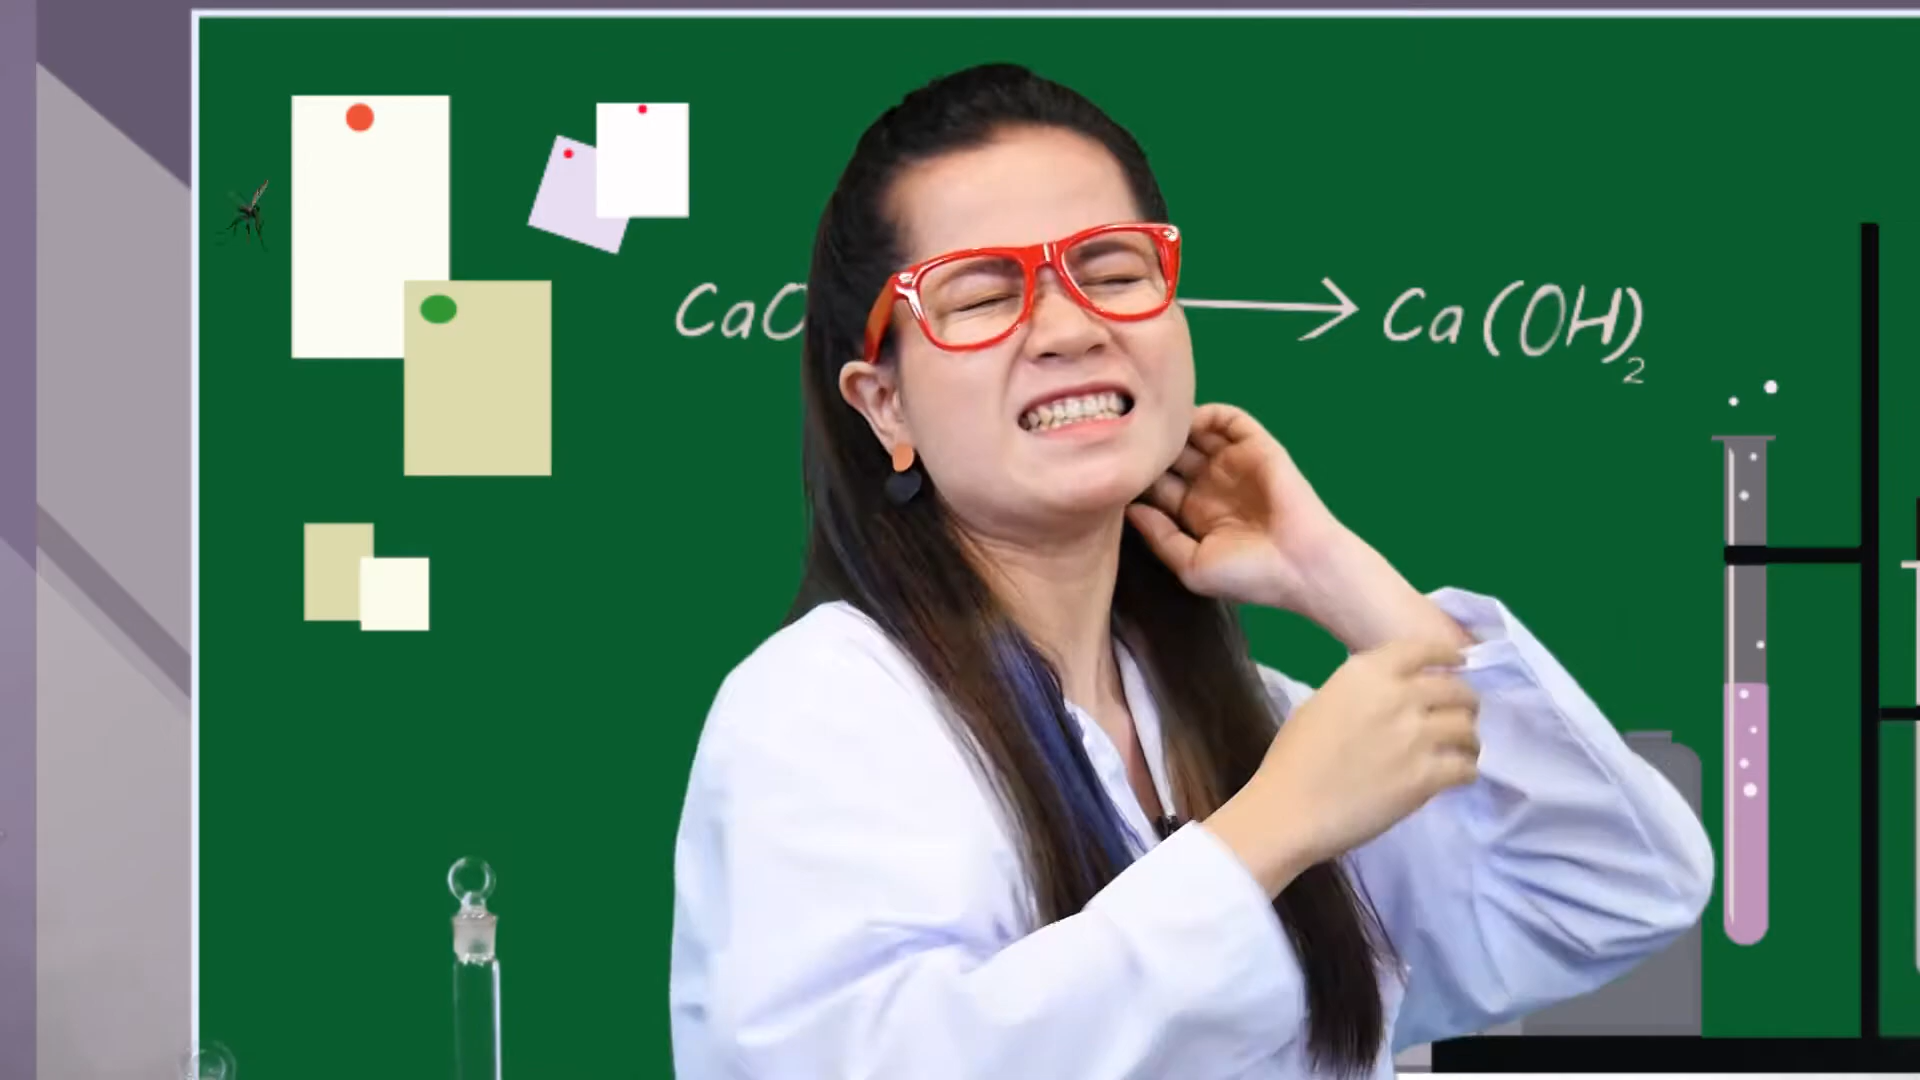 CaO → Ca(OH)₂